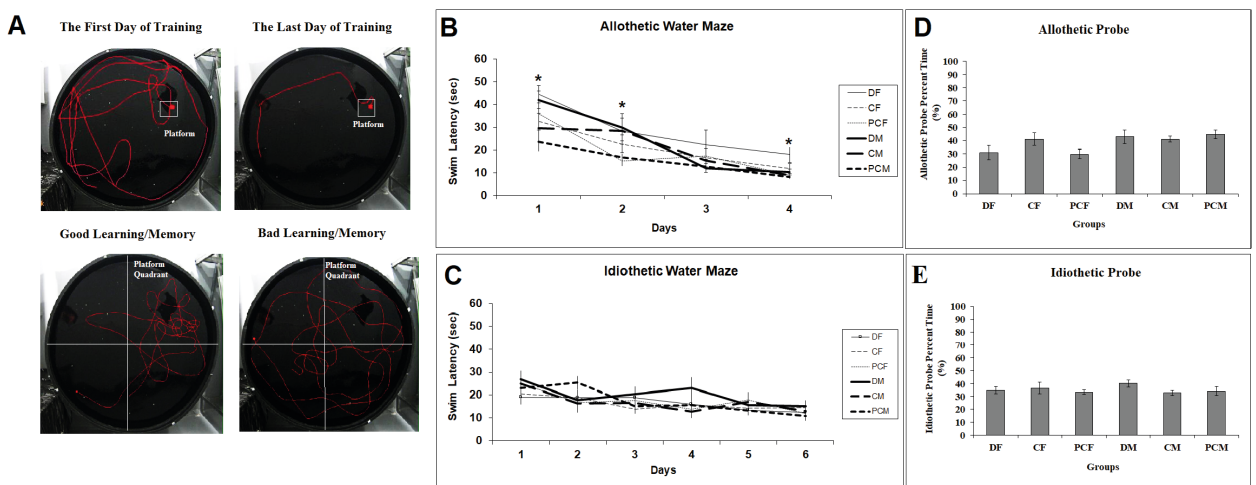 A
The First Day of Training
The Last Day of Training
Platform
Platform
Good Learning/Memory
Bad Learning/Memory
Platform
Quadrant
Platform
Quadrant
B
Allothetic Water Maze
Swim Latency (sec)
60
50
40
30
20
10
0
*
*
*
1 2 3 4
Days
DF
CF
PCF
DM
CM
PCM
C
Idiothetic Water Maze
Swim Latency (sec)
60
50
40
30
20
10
0
1 2 3 4 5 6
Days
DF
CF
PCF
DM
CM
PCM
D
Allothetic Probe
Allothetic Probe Percent Time
(%)
100
90
80
70
60
50
40
30
20
10
0
DF CF PCF DM CM PCM
Groups
E
Idiothetic Probe
Idiothetic Probe Percent Time
(%)
100
90
80
70
60
50
40
30
20
10
0
DF CF PCF DM CM PCM
Groups